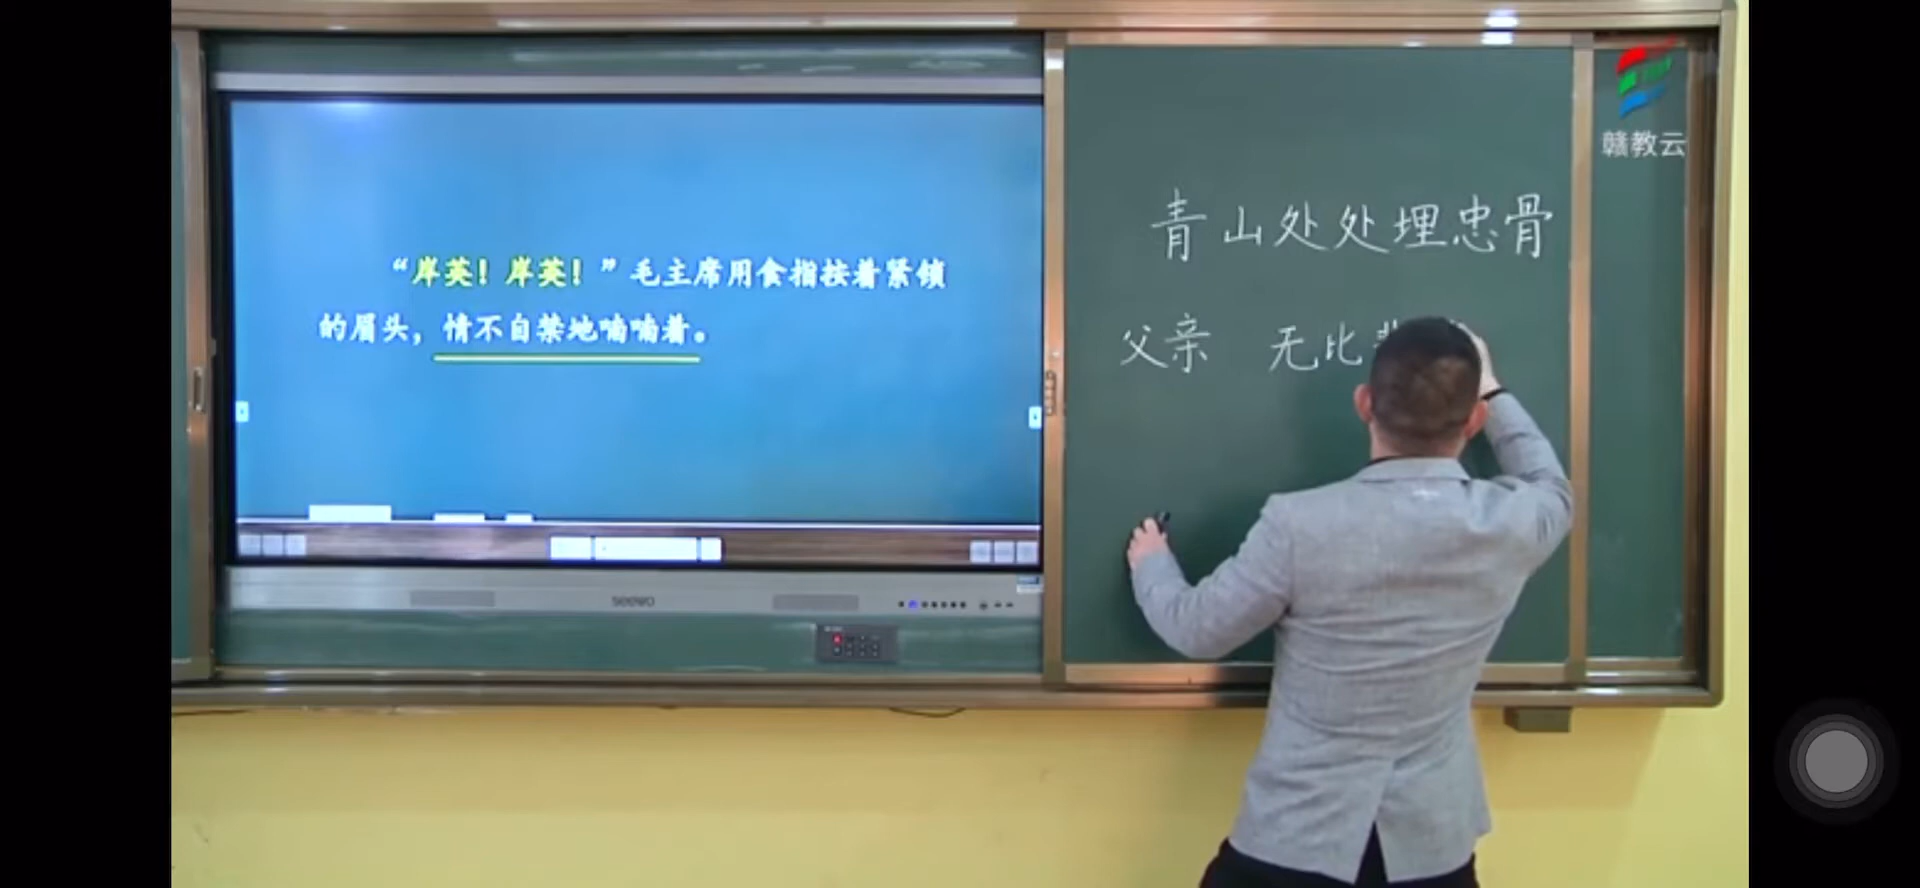 “岸英！岸英！”毛主席用食指按着紧锁
的眉头，情不自禁地喃喃着。
seewo
青山处处埋忠骨
父亲 无比
赣教云